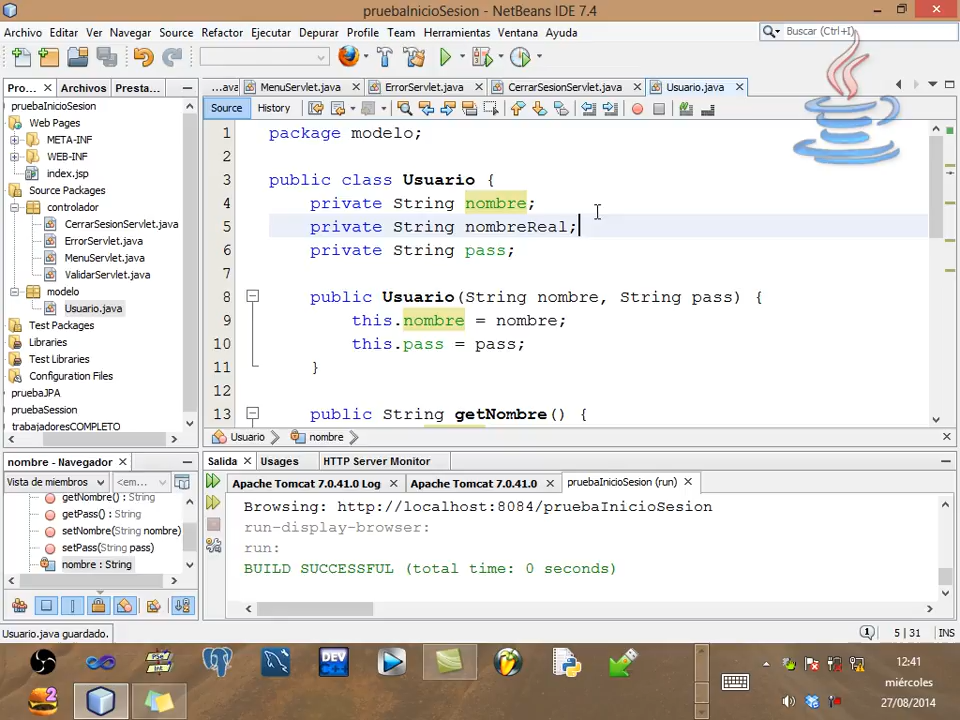 pruebaInicioSesion - NetBeans IDE 7.4
Archivo Editar Ver Navegar Source Refactor Ejecutar Depurar Profile Team Herramientas Ventana Ayuda
Buscar (Ctrl+I)
Pro... Archivos Presta...
...ava MenuServlet.java ErrorServlet.java CerrarSesionServlet.java Usuario.java
Source History
pruebaInicioSesion
Web Pages
META-INF
WEB-INF
index.jsp
Source Packages
controlador
CerrarSesionServlet.java
ErrorServlet.java
MenuServlet.java
ValidarServlet.java
modelo
Usuario.java
Test Packages
Libraries
Test Libraries
Configuration Files
pruebaJPA
pruebaSession
trabajadoresCOMPLETO
1 package modelo;
2
3 public class Usuario {
4 private String nombre;
5 private String nombreReal;
6 private String pass;
7
8 public Usuario(String nombre, String pass) {
9 this.nombre = nombre;
10 this.pass = pass;
11 }
12
13 public String getNombre() {
Usuario nombre
nombre - Navegador
Vista de miembros <em...
getNombre() : String
getPass() : String
setNombre(String nombre)
setPass(String pass)
nombre : String
Salida Usages HTTP Server Monitor
Apache Tomcat 7.0.41.0 Log Apache Tomcat 7.0.41.0 pruebaInicioSesion (run)
Browsing: http://localhost:8084/pruebaInicioSesion
run-display-browser:
run:
BUILD SUCCESSFUL (total time: 0 seconds)
Usuario.java guardado.
1 5 | 31 INS
DEV
12:41
miércoles
27/08/2014